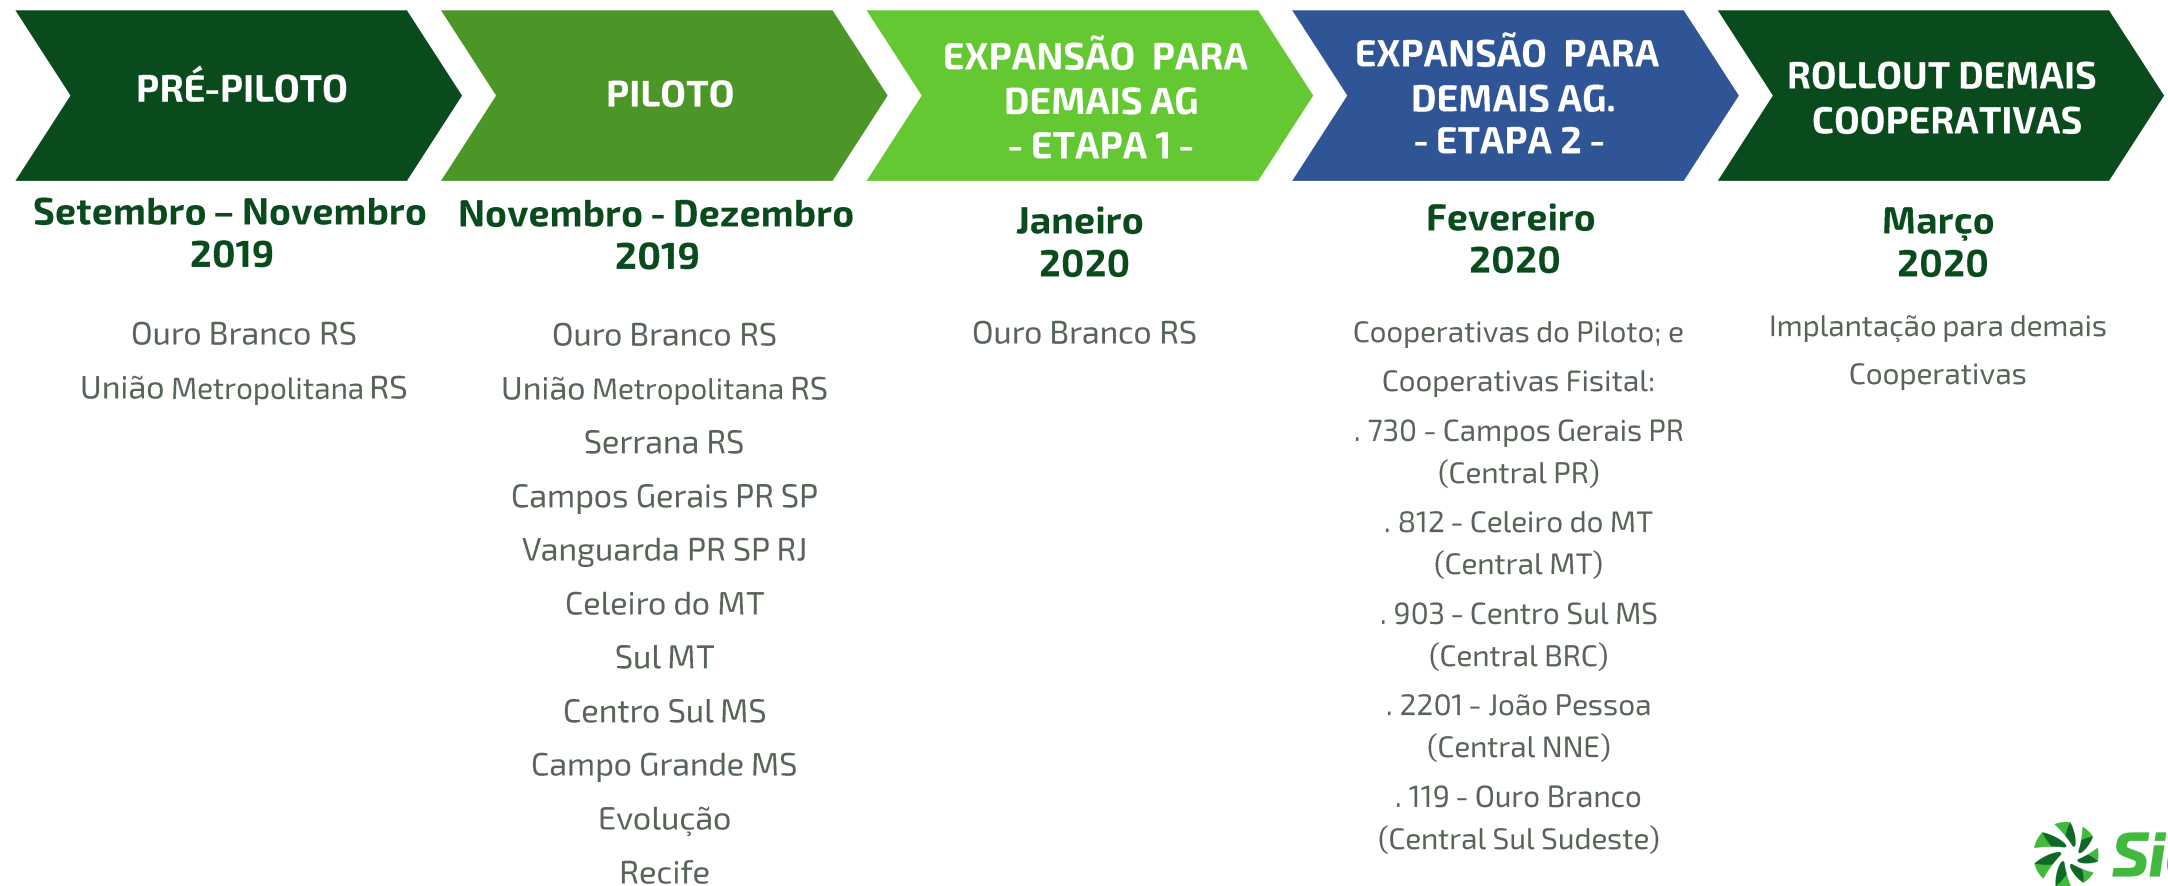 PRÉ-PILOTO
Setembro – Novembro
2019
Ouro Branco RS
União Metropolitana RS
PILOTO
Novembro - Dezembro
2019
Ouro Branco RS
União Metropolitana RS
Serrana RS
Campos Gerais PR SP
Vanguarda PR SP RJ
Celeiro do MT
Sul MT
Centro Sul MS
Campo Grande MS
Evolução
Recife
EXPANSÃO PARA
DEMAIS AG
- ETAPA 1 -
Janeiro
2020
Ouro Branco RS
EXPANSÃO PARA
DEMAIS AG.
- ETAPA 2 -
Fevereiro
2020
Cooperativas do Piloto; e
Cooperativas Fisital:
. 730 - Campos Gerais PR
(Central PR)
. 812 - Celeiro do MT
(Central MT)
. 903 - Centro Sul MS
(Central BRC)
. 2201 - João Pessoa
(Central NNE)
. 119 - Ouro Branco
(Central Sul Sudeste)
ROLLOUT DEMAIS
COOPERATIVAS
Março
2020
Implantação para demais
Cooperativas